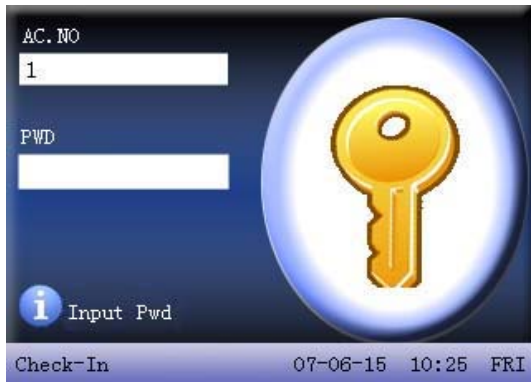 AC.NO
1
PWD
i Input Pwd
Check-In 07-06-15 10:25 FRI